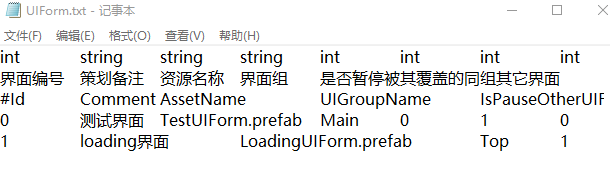 UIForm.txt - 记事本
文件(F) 编辑(E) 格式(O) 查看(V) 帮助(H)
int string string string int int int int
界面编号 策划备注 资源名称 界面组 是否暂停被其覆盖的同组其它界面
#Id Comment AssetName UIGroupName IsPauseOtherUIF
0 测试界面 TestUIForm.prefab Main 0 1 0
1 loading界面 LoadingUIForm.prefab Top 1